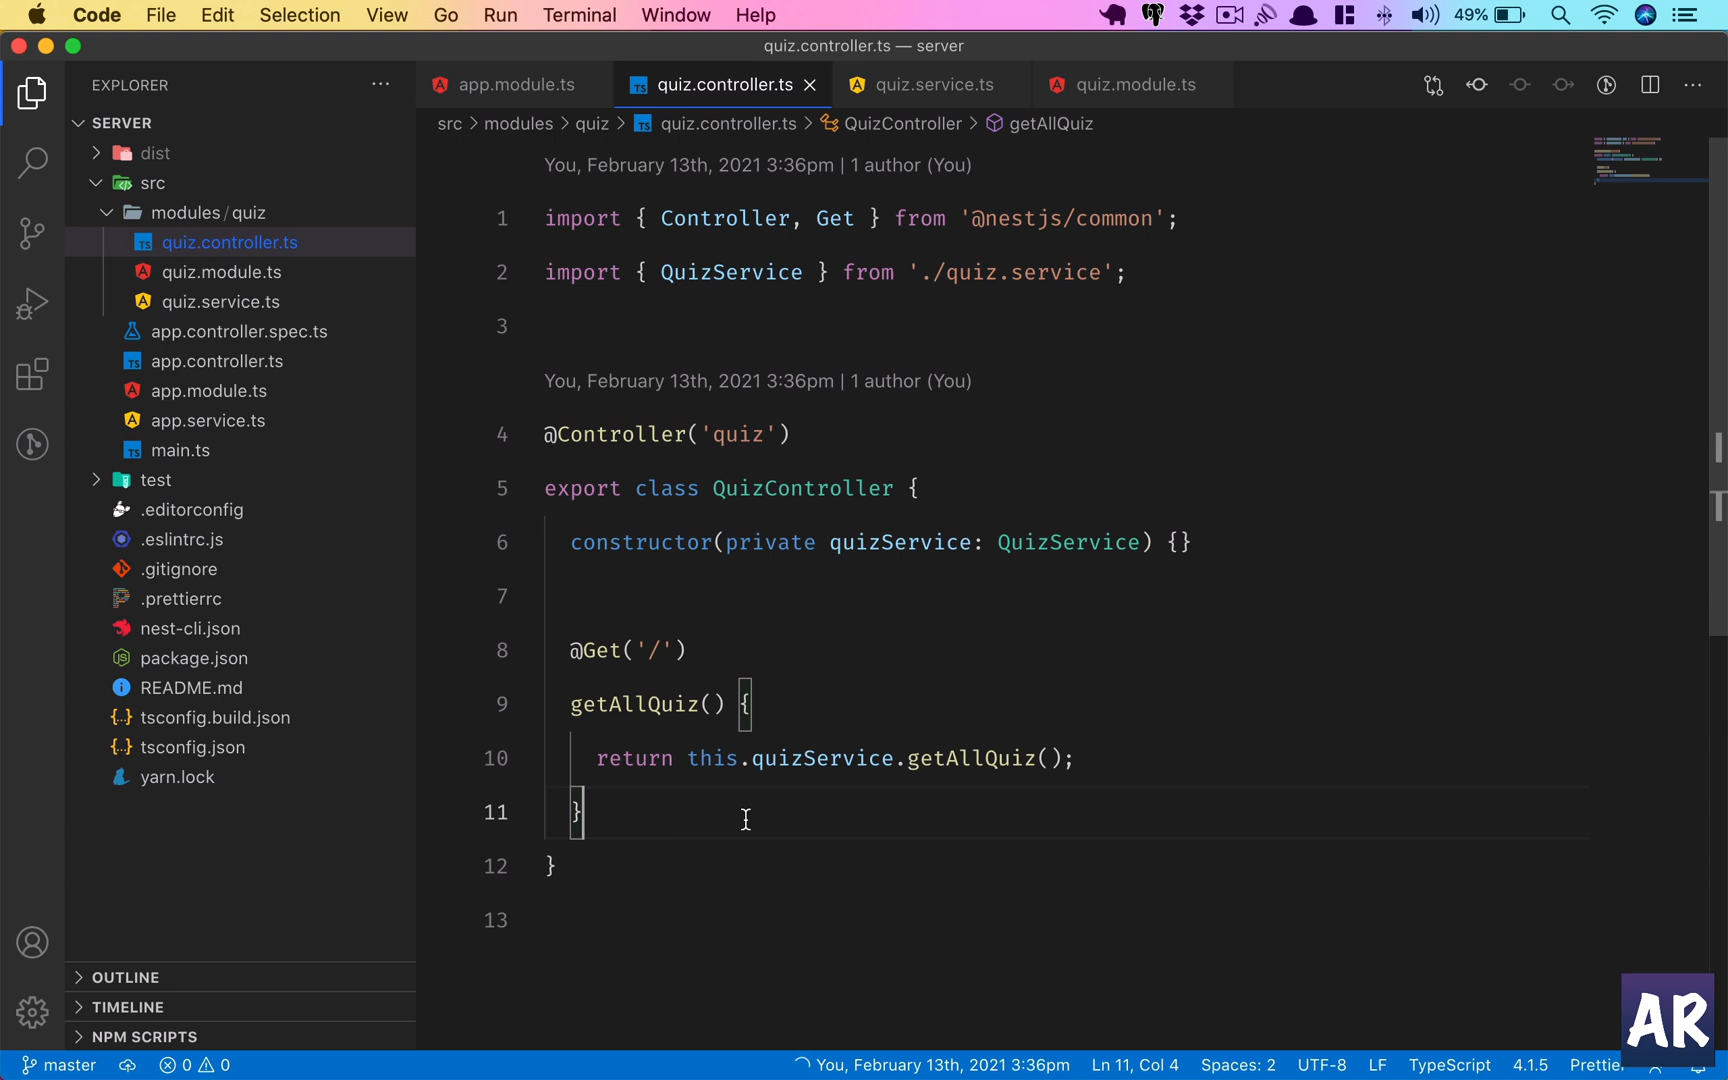 Code File Edit Selection View Go Run Terminal Window Help 49%
quiz.controller.ts — server
EXPLORER
app.module.ts quiz.controller.ts quiz.service.ts quiz.module.ts
src > modules > quiz > TS quiz.controller.ts > QuizController > getAllQuiz
SERVER
dist
src
modules / quiz
TS quiz.controller.ts
quiz.module.ts
quiz.service.ts
app.controller.spec.ts
TS app.controller.ts
app.module.ts
app.service.ts
TS main.ts
test
.editorconfig
.eslintrc.js
.gitignore
.prettierrc
nest-cli.json
package.json
README.md
tsconfig.build.json
tsconfig.json
yarn.lock
OUTLINE
TIMELINE
NPM SCRIPTS
You, February 13th, 2021 3:36pm | 1 author (You)
1 import { Controller, Get } from '@nestjs/common';
2 import { QuizService } from './quiz.service';
3
You, February 13th, 2021 3:36pm | 1 author (You)
4 @Controller('quiz')
5 export class QuizController {
6 constructor(private quizService: QuizService) {}
7
8 @Get('/')
9 getAllQuiz() {
10 return this.quizService.getAllQuiz();
11 }
12 }
13
AR
master 0 0 You, February 13th, 2021 3:36pm Ln 11, Col 4 Spaces: 2 UTF-8 LF TypeScript 4.1.5